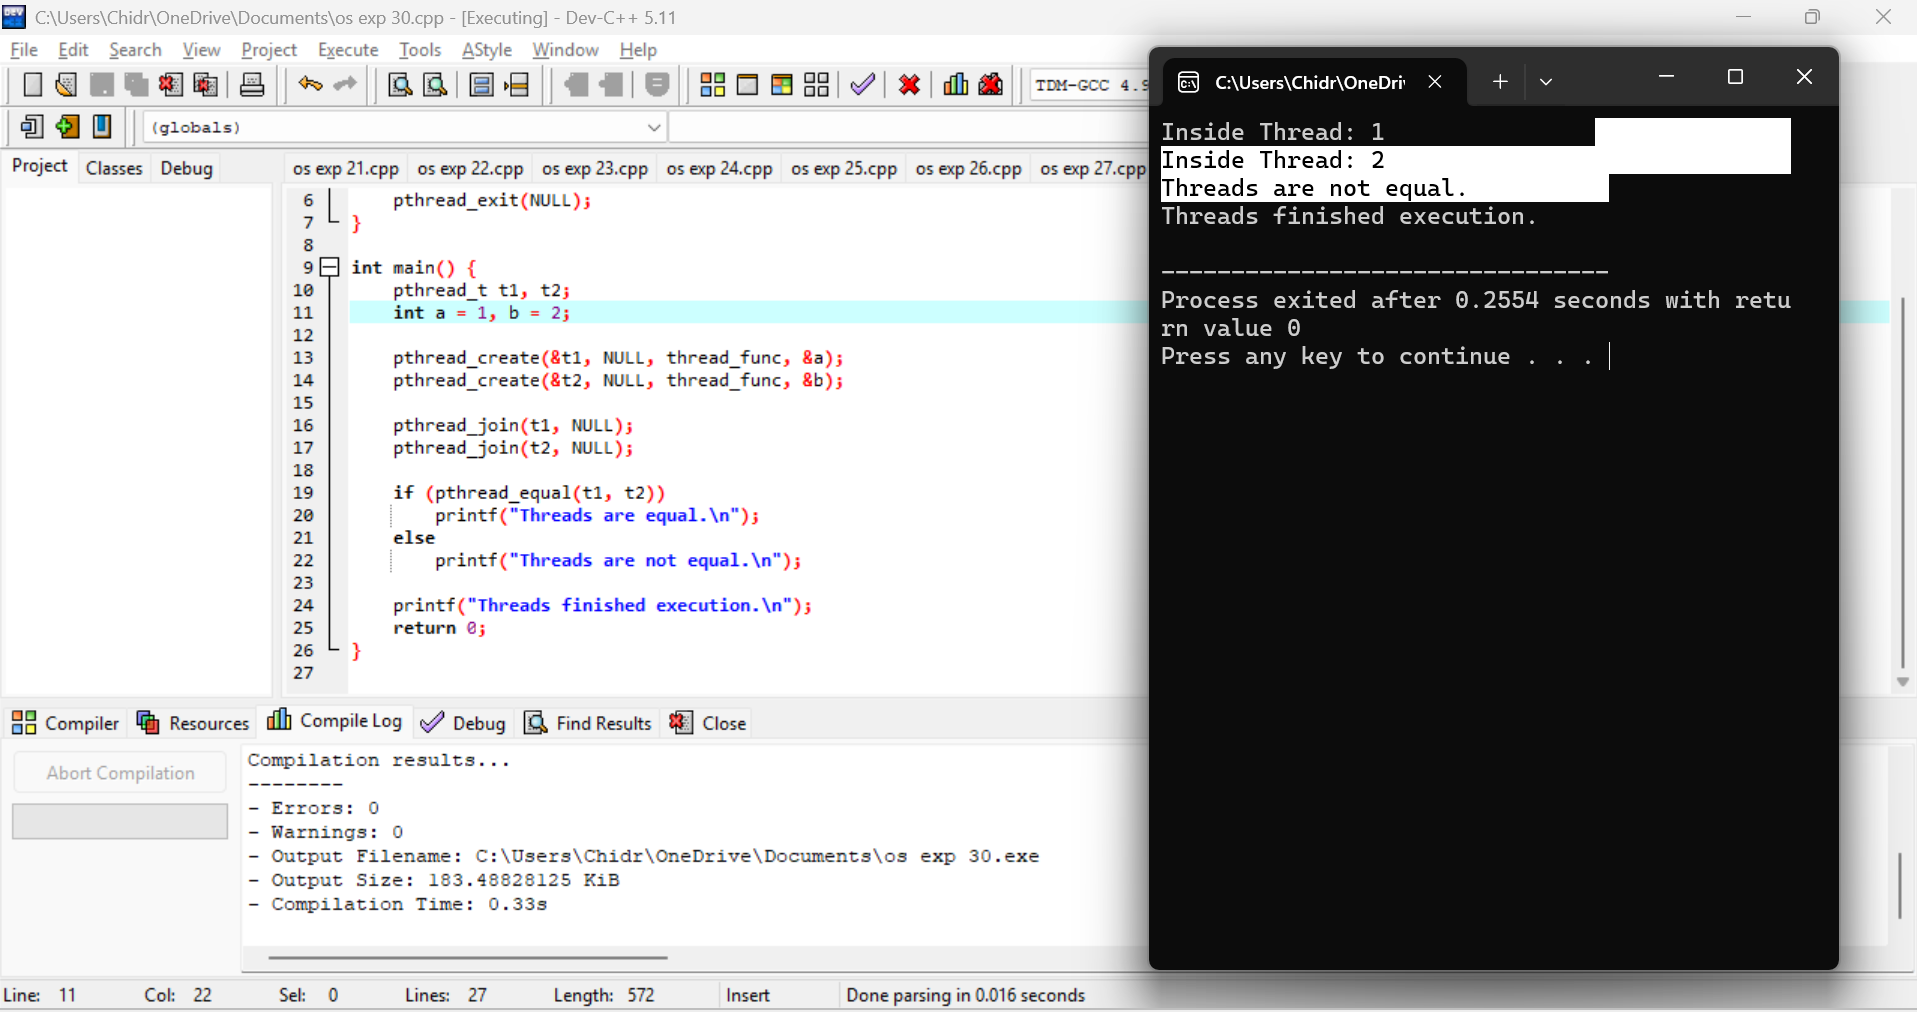 C:\Users\Chidr\OneDrive\Documents\os exp 30.cpp - [Executing] - Dev-C++ 5.11
File Edit Search View Project Execute Tools AStyle Window Help
TDM-GCC 4.9
(globals)
Project Classes Debug
os exp 21.cpp os exp 22.cpp os exp 23.cpp os exp 24.cpp os exp 25.cpp os exp 26.cpp os exp 27.cpp
6 pthread_exit(NULL);
7 }
8
9 int main() {
10 pthread_t t1, t2;
11 int a = 1, b = 2;
12
13 pthread_create(&t1, NULL, thread_func, &a);
14 pthread_create(&t2, NULL, thread_func, &b);
15
16 pthread_join(t1, NULL);
17 pthread_join(t2, NULL);
18
19 if (pthread_equal(t1, t2))
20 printf("Threads are equal.\n");
21 else
22 printf("Threads are not equal.\n");
23
24 printf("Threads finished execution.\n");
25 return 0;
26 }
27
C:\Users\Chidr\OneDri
Inside Thread: 1
Inside Thread: 2
Threads are not equal.
Threads finished execution.
--------------------------------
Process exited after 0.2554 seconds with retu
rn value 0
Press any key to continue . . .
Compiler Resources Compile Log Debug Find Results Close
Abort Compilation
Compilation results...
--------
- Errors: 0
- Warnings: 0
- Output Filename: C:\Users\Chidr\OneDrive\Documents\os exp 30.exe
- Output Size: 183.48828125 KiB
- Compilation Time: 0.33s
Line: 11 Col: 22 Sel: 0 Lines: 27 Length: 572 Insert Done parsing in 0.016 seconds